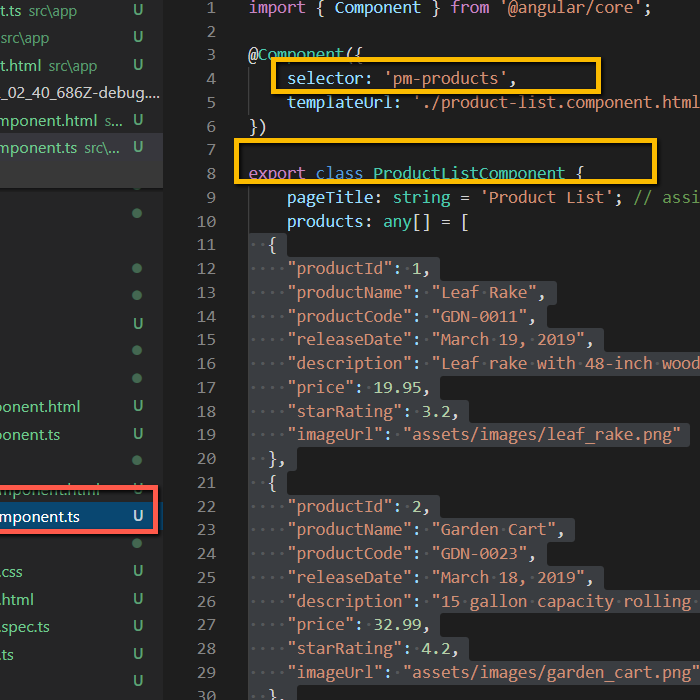 .ts src\app U
src\app U
t.html src\app U
_02_40_686Z-debug....
mponent.html s... U
mponent.ts src\... U
U
ponent.html U
ponent.ts U
mponent.html U
mponent.ts U
.css U
.html U
.spec.ts U
.ts U
U
1 import { Component } from '@angular/core';
2
3 @Component({
4 selector: 'pm-products',
5 templateUrl: './product-list.component.html
6 })
7
8 export class ProductListComponent {
9 pageTitle: string = 'Product List'; // assi
10 products: any[] = [
11 {
12 "productId": 1,
13 "productName": "Leaf Rake",
14 "productCode": "GDN-0011",
15 "releaseDate": "March 19, 2019",
16 "description": "Leaf rake with 48-inch wood
17 "price": 19.95,
18 "starRating": 3.2,
19 "imageUrl": "assets/images/leaf_rake.png"
20 },
21 {
22 "productId": 2,
23 "productName": "Garden Cart",
24 "productCode": "GDN-0023",
25 "releaseDate": "March 18, 2019",
26 "description": "15 gallon capacity rolling
27 "price": 32.99,
28 "starRating": 4.2,
29 "imageUrl": "assets/images/garden_cart.png"
30 },